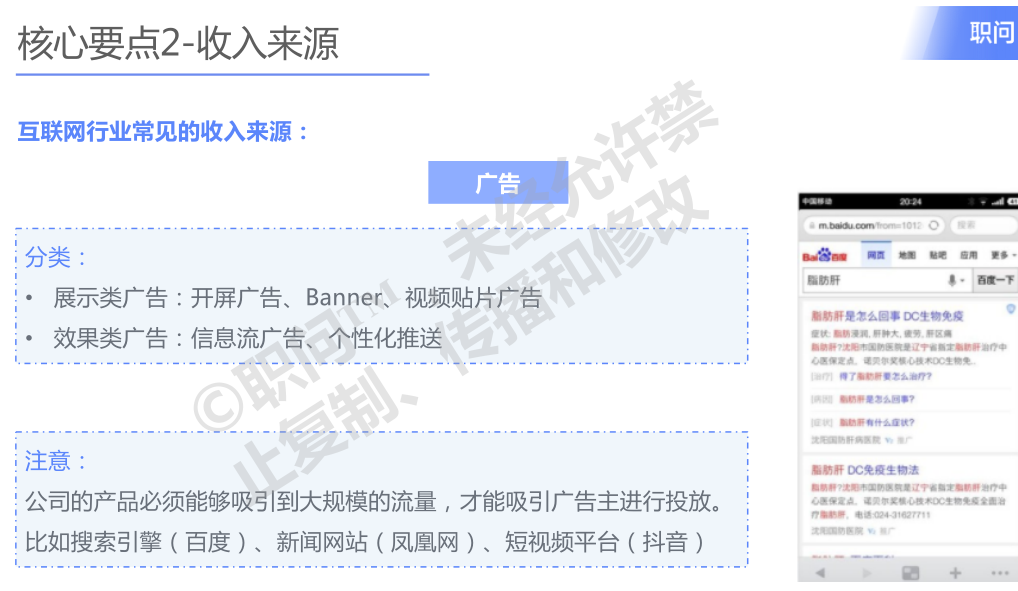 核心要点2-收入来源
职问
互联网行业常见的收入来源：
广告
分类：
• 展示类广告：开屏广告、Banner、视频贴片广告
• 效果类广告：信息流广告、个性化推送
注意：
公司的产品必须能够吸引到大规模的流量，才能吸引广告主进行投放。
比如搜索引擎（百度）、新闻网站（凤凰网）、短视频平台（抖音）
©职问TM 未经允许禁
止复制、传播和修改
中国移动 20:24
m.baidu.com/from=1012 搜索
Bai百度 网页 地图 贴吧 应用 更多
脂肪肝 百度一下
脂肪肝是怎么回事 DC生物免疫
症状: 脂肪浸润, 肝肿大, 疲劳, 肝区痛
脂肪肝?沈阳市国防医院是辽宁省指定脂肪肝治疗中
心医保定点, 诺贝尔奖核心技术DC生物免...
[治疗] 得了脂肪肝要怎么治疗?
[病因] 脂肪肝是怎么回事?
[症状] 脂肪肝有什么症状?
沈阳国防肝病医院 推广
脂肪肝 DC免疫生物法
脂肪肝?沈阳市国防医院是辽宁省指定脂肪肝治疗中
心医保定点, 诺贝尔奖核心技术DC生物免疫全面治
疗脂肪肝, 电话:024-31627711
沈阳国防医院 推广